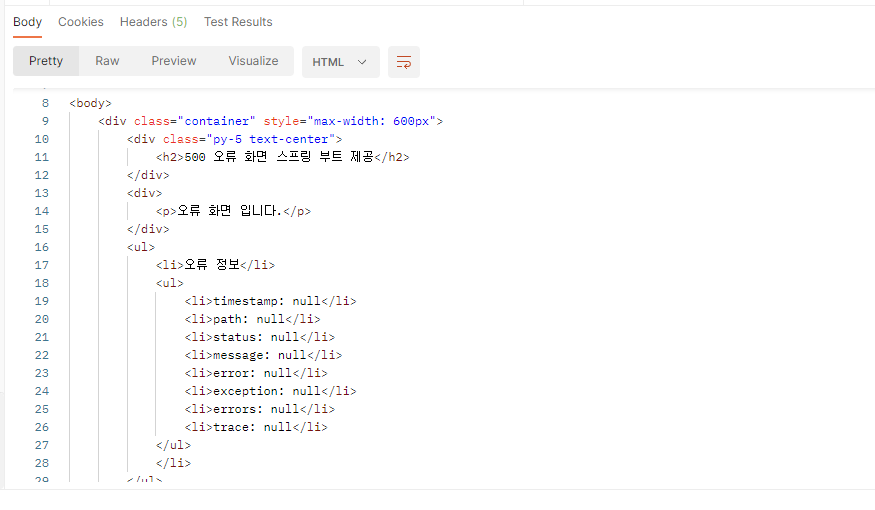 Body Cookies Headers (5) Test Results
Pretty Raw Preview Visualize HTML
8 <body>
9 <div class="container" style="max-width: 600px">
10 <div class="py-5 text-center">
11 <h2>500 오류 화면 스프링 부트 제공</h2>
12 </div>
13 <div>
14 <p>오류 화면 입니다.</p>
15 </div>
16 <ul>
17 <li>오류 정보</li>
18 <ul>
19 <li>timestamp: null</li>
20 <li>path: null</li>
21 <li>status: null</li>
22 <li>message: null</li>
23 <li>error: null</li>
24 <li>exception: null</li>
25 <li>errors: null</li>
26 <li>trace: null</li>
27 </ul>
28 </li>
29 </ul>